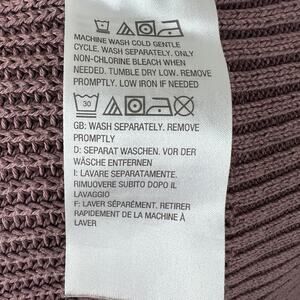 MACHINE WASH COLD GENTLE
CYCLE. WASH SEPARATELY. ONLY
NON-CHLORINE BLEACH WHEN
NEEDED. TUMBLE DRY LOW. REMOVE
PROMPTLY. LOW IRON IF NEEDED
30
GB: WASH SEPARATELY. REMOVE
PROMPTLY
D: SEPARAT WASCHEN. VOR DER
WÄSCHE ENTFERNEN
I: LAVARE SEPARATAMENTE.
RIMUOVERE SUBITO DOPO IL
LAVAGGIO
F: LAVER SÉPARÉMENT. RETIRER
RAPIDEMENT DE LA MACHINE À
LAVER